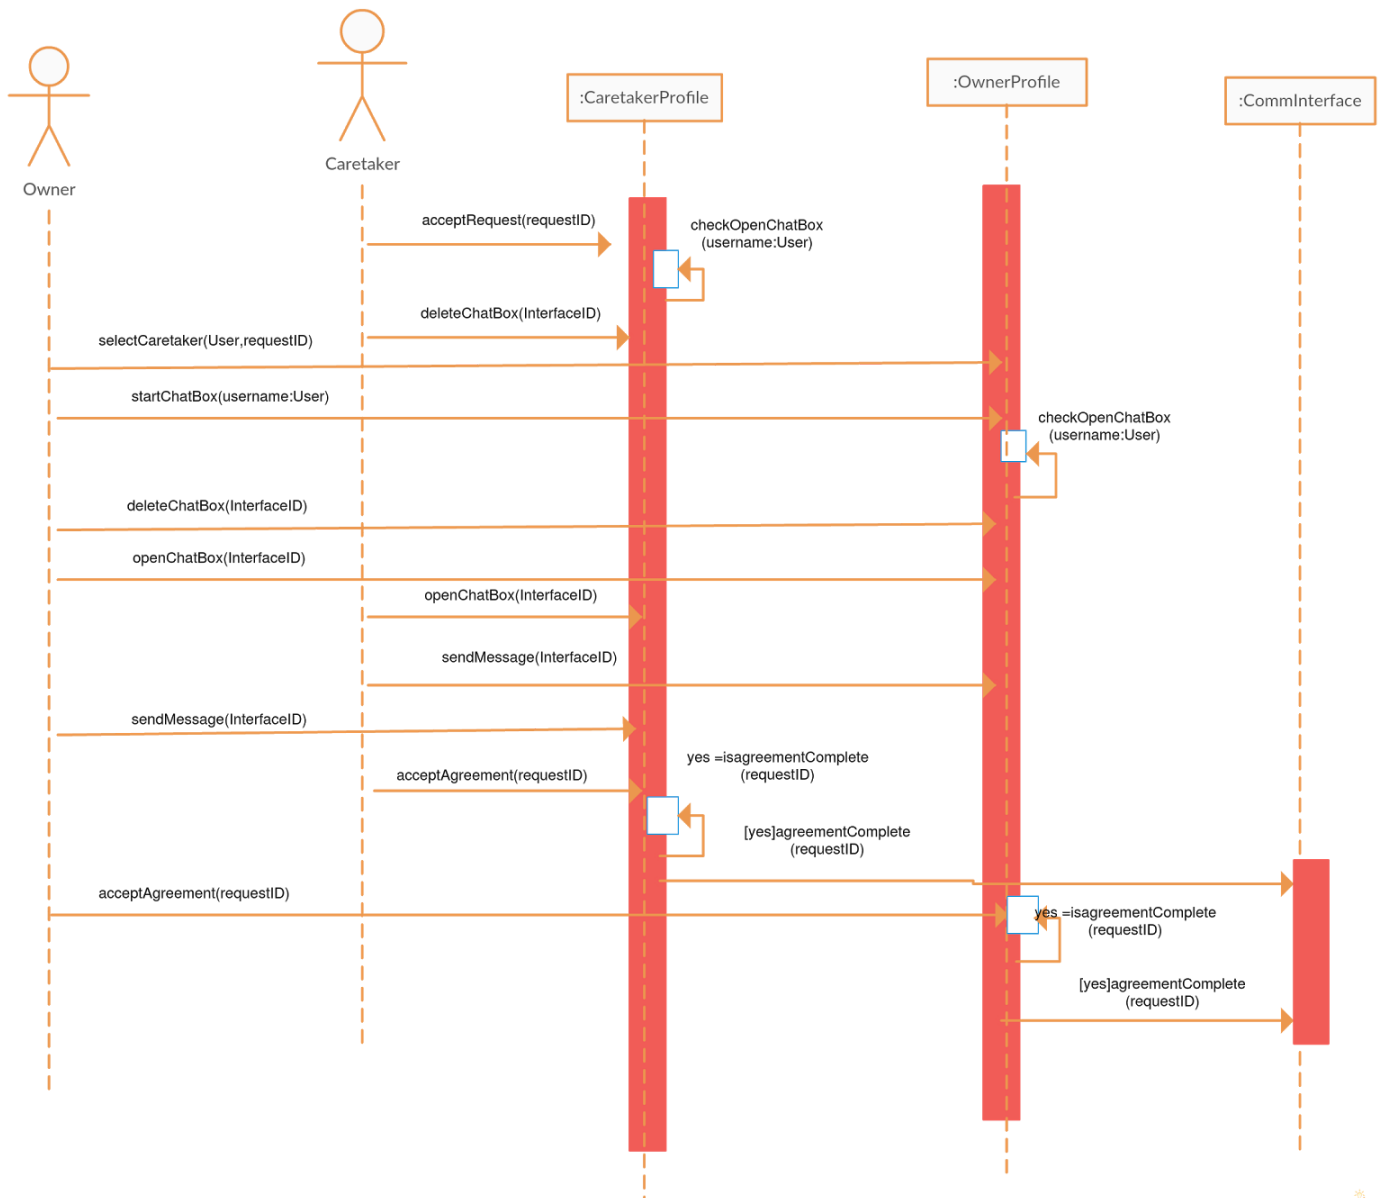 Owner
Caretaker
:CaretakerProfile
:OwnerProfile
:CommInterface
acceptRequest(requestID)
checkOpenChatBox
(username:User)
deleteChatBox(InterfaceID)
selectCaretaker(User,requestID)
startChatBox(username:User)
checkOpenChatBox
(username:User)
deleteChatBox(InterfaceID)
openChatBox(InterfaceID)
openChatBox(InterfaceID)
sendMessage(InterfaceID)
sendMessage(InterfaceID)
yes =isagreementComplete
(requestID)
acceptAgreement(requestID)
[yes]agreementComplete
(requestID)
acceptAgreement(requestID)
yes =isagreementComplete
(requestID)
[yes]agreementComplete
(requestID)